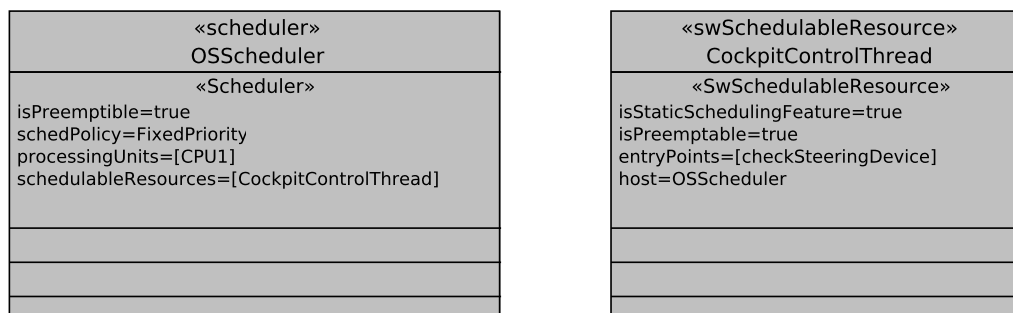 «scheduler»
OSScheduler
«Scheduler»
isPreemptible=true
schedPolicy=FixedPriority
processingUnits=[CPU1]
schedulableResources=[CockpitControlThread]
«swSchedulableResource»
CockpitControlThread
«SwSchedulableResource»
isStaticSchedulingFeature=true
isPreemptable=true
entryPoints=[checkSteeringDevice]
host=OSScheduler